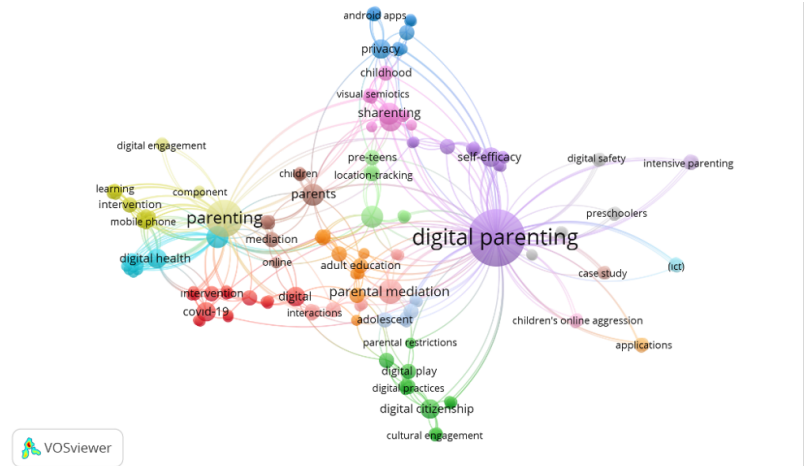 android apps
privacy
childhood
visual semiotics
sharenting
digital engagement
pre-teens
self-efficacy
digital safety
intensive parenting
children
location-tracking
learning
component
intervention
parents
mobile phone
parenting
preschoolers
mediation
digital parenting
digital health
online
adult education
(ict)
case study
intervention
digital
parental mediation
covid-19
interactions
adolescent
children's online aggression
parental restrictions
applications
digital play
digital practices
digital citizenship
cultural engagement
VOSviewer